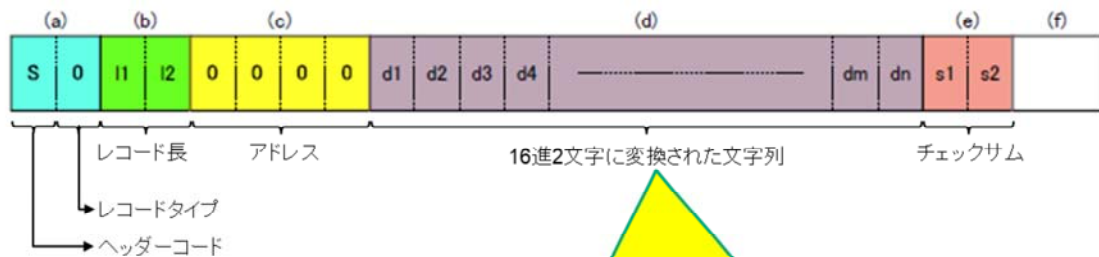 (a) (b) (c) (d) (e) (f)
S 0 l1 l2 0 0 0 0 d1 d2 d3 d4 dm dn s1 s2
レコード長 アドレス 16進2文字に変換された文字列 チェックサム
レコードタイプ
ヘッダーコード